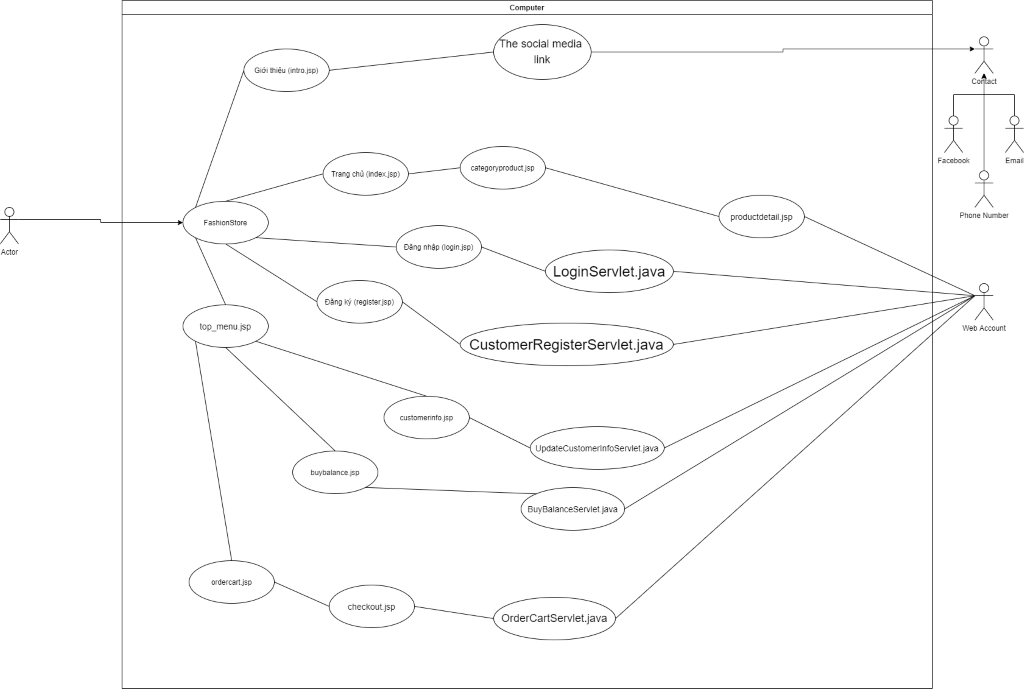 Computer
The social media
link
Giới thiêu (intro.jsp)
Contact
Facebook
Email
Trang chủ (index.jsp)
categoryproduct.jsp
Phone Number
productdetail.jsp
FashionStore
Actor
Đăng nhập (login.jsp)
LoginServlet.java
Đăng ký (register.jsp)
top_menu.jsp
Web Account
CustomerRegisterServlet.java
customerinfo.jsp
UpdateCustomerInfoServlet.java
buybalance.jsp
BuyBalanceServlet.java
ordercart.jsp
checkout.jsp
OrderCartServlet.java